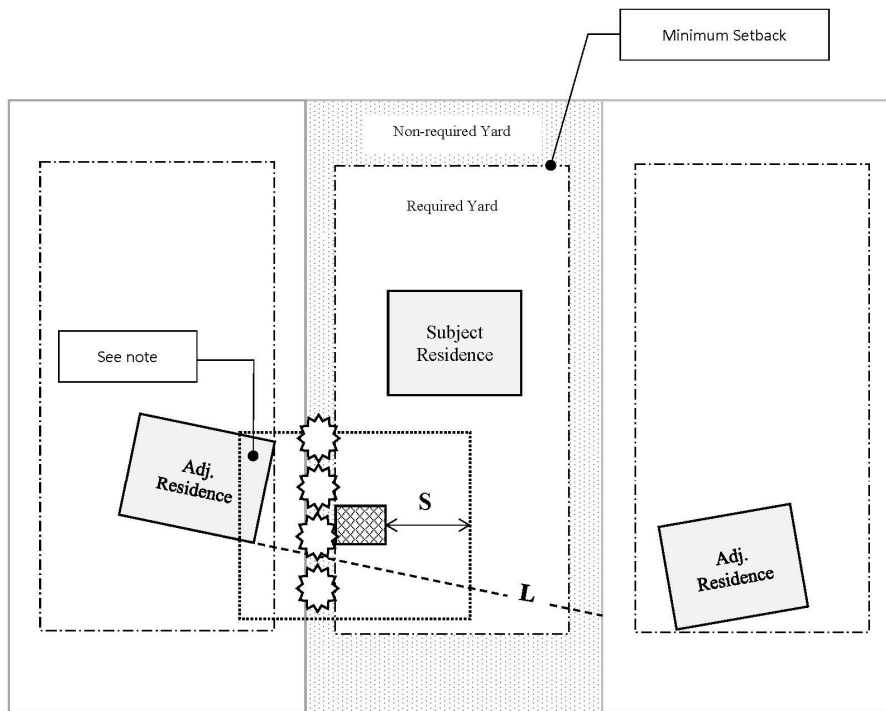 Minimum Setback
Non-required Yard
Required Yard
Subject
Residence
See note
Adj.
Residence
S
L
Adj.
Residence